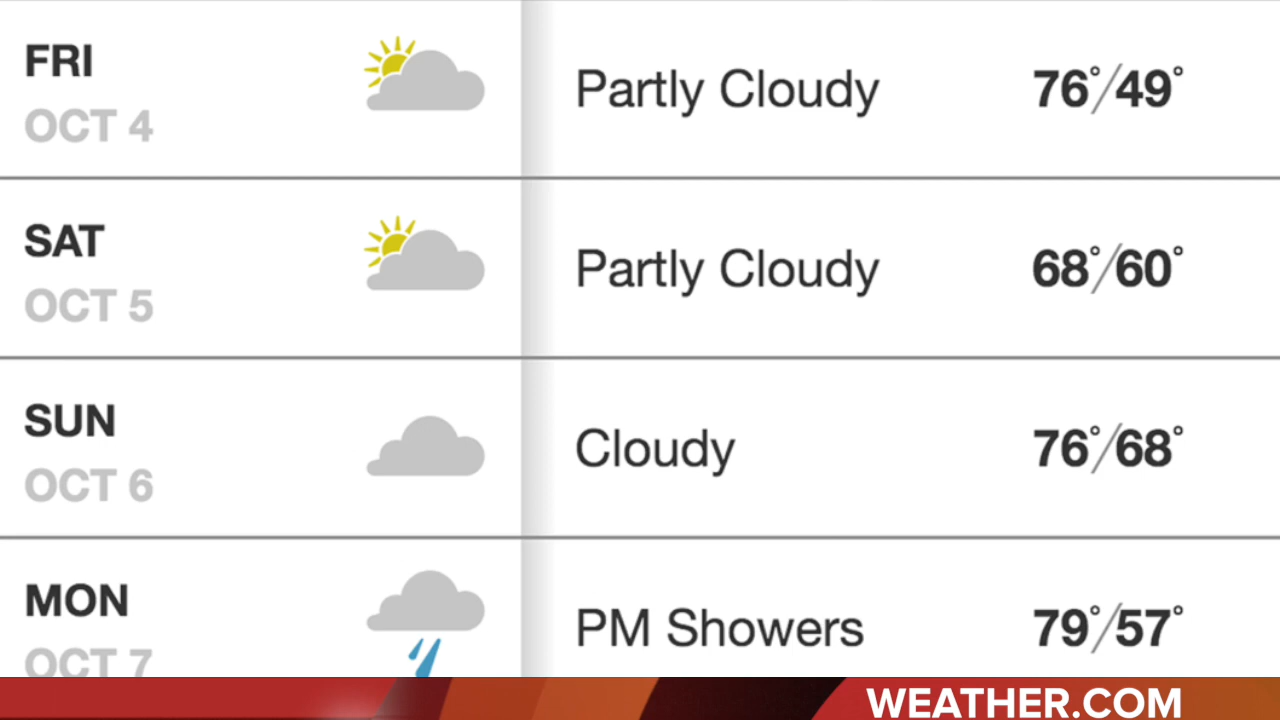 FRI
OCT 4
Partly Cloudy 76°/49°
SAT
OCT 5
Partly Cloudy 68°/60°
SUN
OCT 6
Cloudy 76°/68°
MON
OCT 7
PM Showers 79°/57°
WEATHER.COM